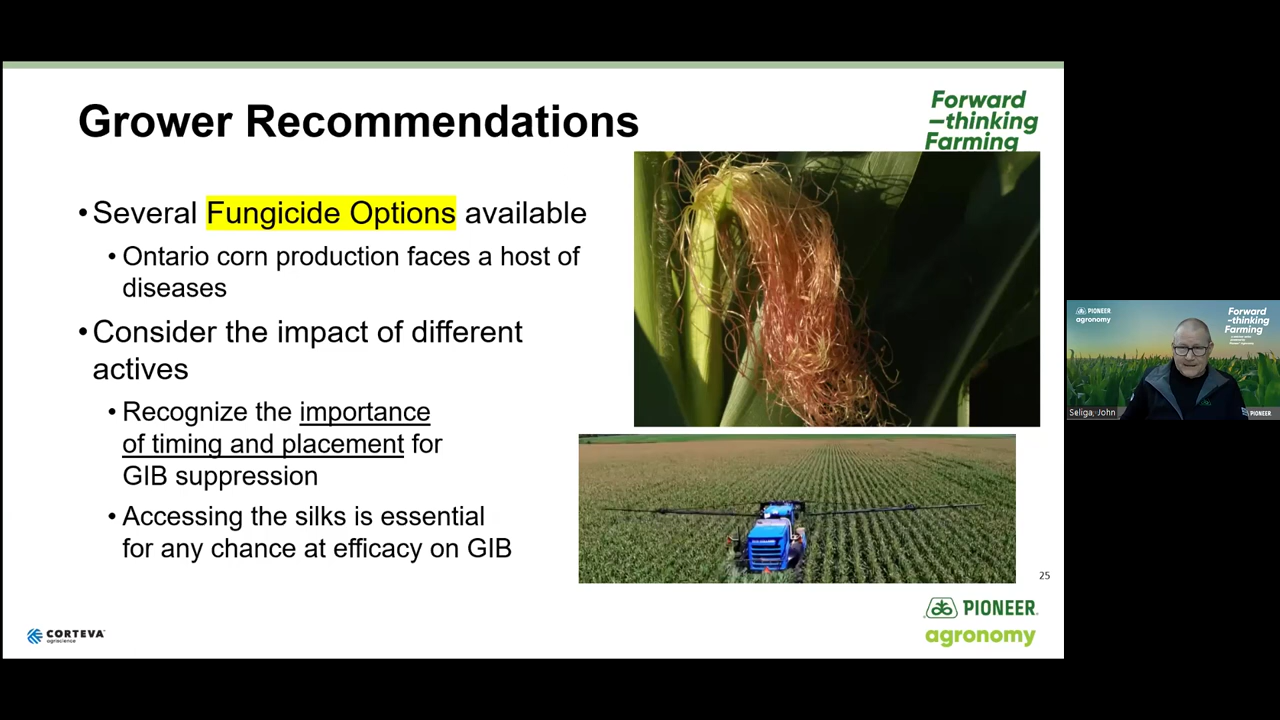 Grower Recommendations
Forward
–thinking
Farming
•Several Fungicide Options available
•Ontario corn production faces a host of
diseases
•Consider the impact of different
actives
•Recognize the importance
of timing and placement for
GIB suppression
•Accessing the silks is essential
for any chance at efficacy on GIB
25
CORTEVA
agriscience
PIONEER
agronomy
PIONEER
agronomy
Forward
–thinking
Farming
Seliga, John
PIONEER